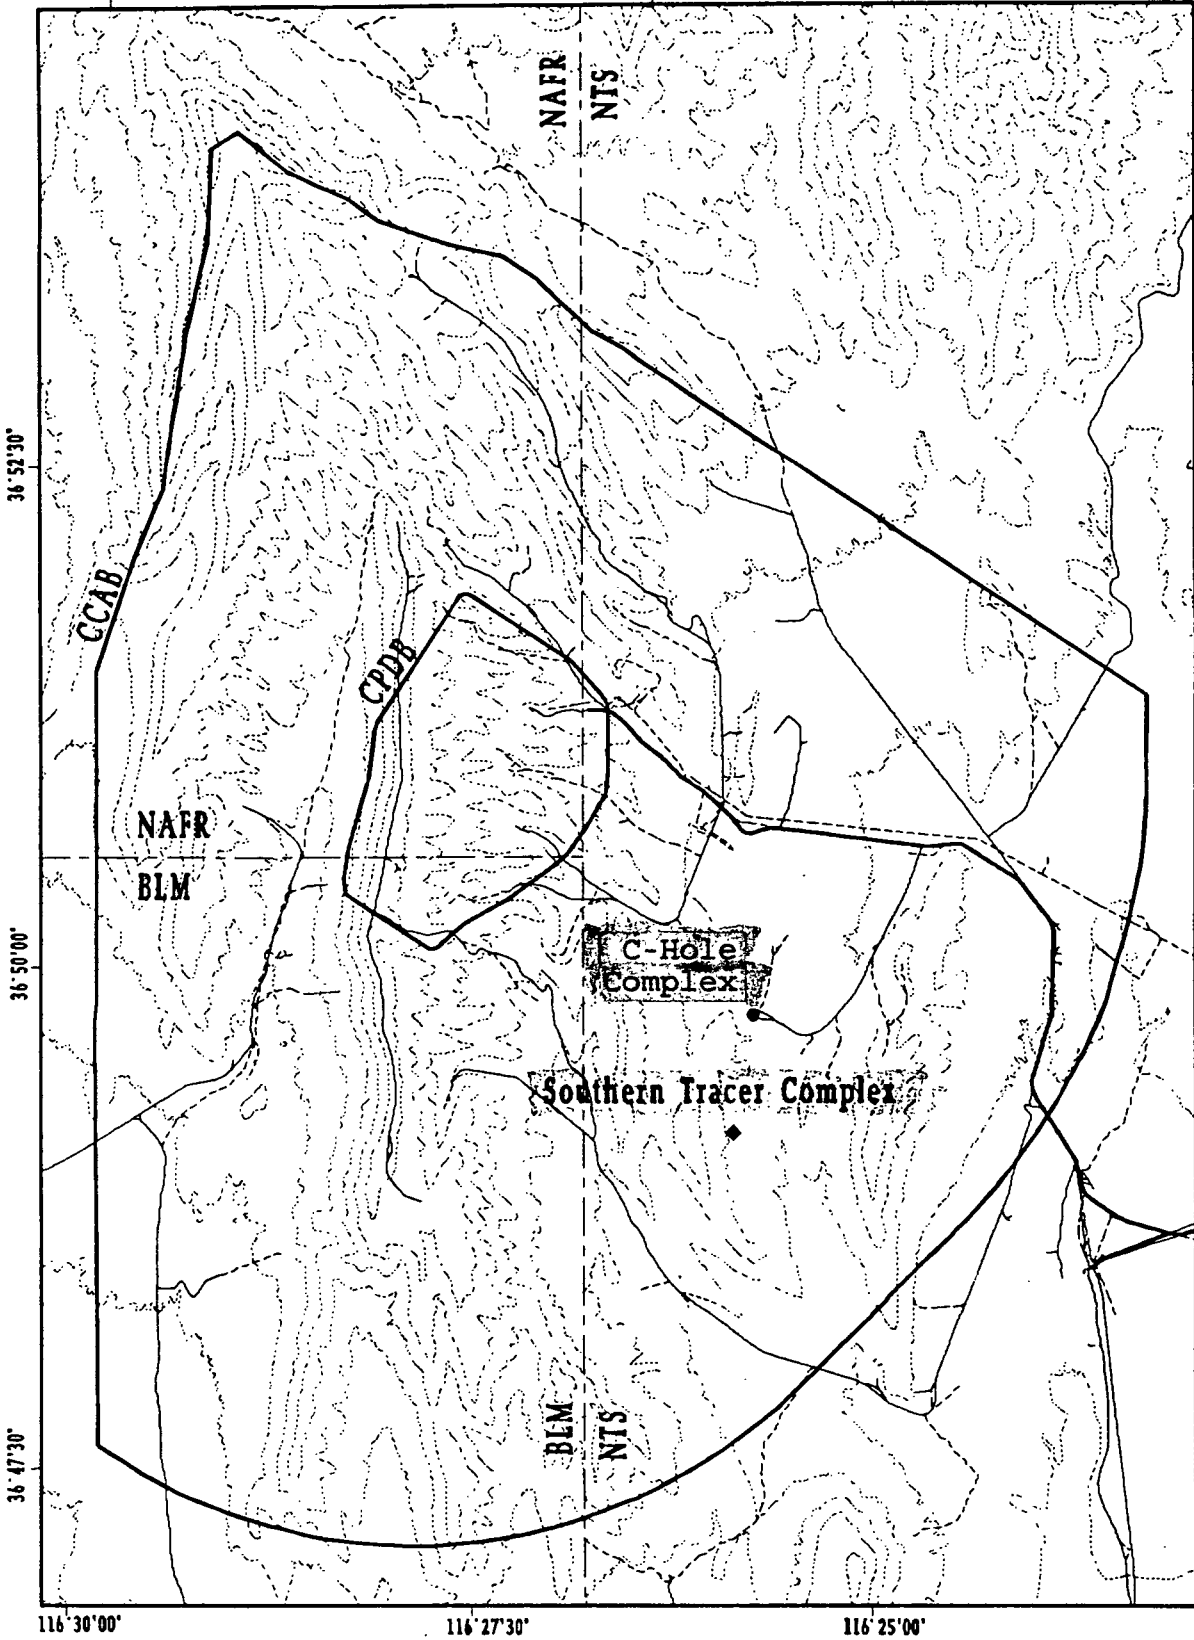 NAFR
NTS
36°52'30"
CCAB
CPDB
NAFR
BLM
36°50'00"
C-Hole
Complex
Southern Tracer Complex
BLM
NTS
36°47'30"
116°30'00"
116°27'30"
116°25'00"